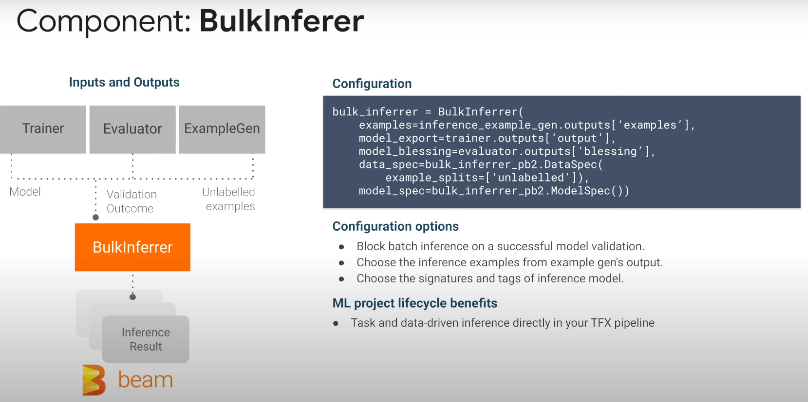 Component: BulkInferer
Inputs and Outputs
Trainer
Evaluator
ExampleGen
Model
Validation
Outcome
Unlabelled
examples
BulkInferrer
Inference
Result
beam
Configuration
bulk_inferrer = BulkInferrer(
    examples=inference_example_gen.outputs['examples'],
    model_export=trainer.outputs['output'],
    model_blessing=evaluator.outputs['blessing'],
    data_spec=bulk_inferrer_pb2.DataSpec(
        example_splits=['unlabelled']),
    model_spec=bulk_inferrer_pb2.ModelSpec())
Configuration options
● Block batch inference on a successful model validation.
● Choose the inference examples from example gen's output.
● Choose the signatures and tags of inference model.
ML project lifecycle benefits
● Task and data-driven inference directly in your TFX pipeline